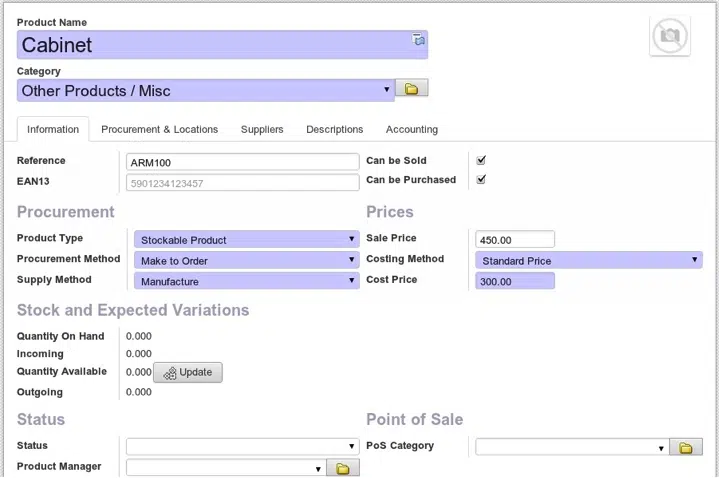 Product Name
Cabinet
Category
Other Products / Misc
Information Procurement & Locations Suppliers Descriptions Accounting
Reference ARM100 Can be Sold
EAN13 5901234123457 Can be Purchased
Procurement Prices
Product Type Stockable Product Sale Price 450.00
Procurement Method Make to Order Costing Method Standard Price
Supply Method Manufacture Cost Price 300.00
Stock and Expected Variations
Quantity On Hand 0.000
Incoming 0.000
Quantity Available 0.000 Update
Outgoing 0.000
Status Point of Sale
Status PoS Category
Product Manager